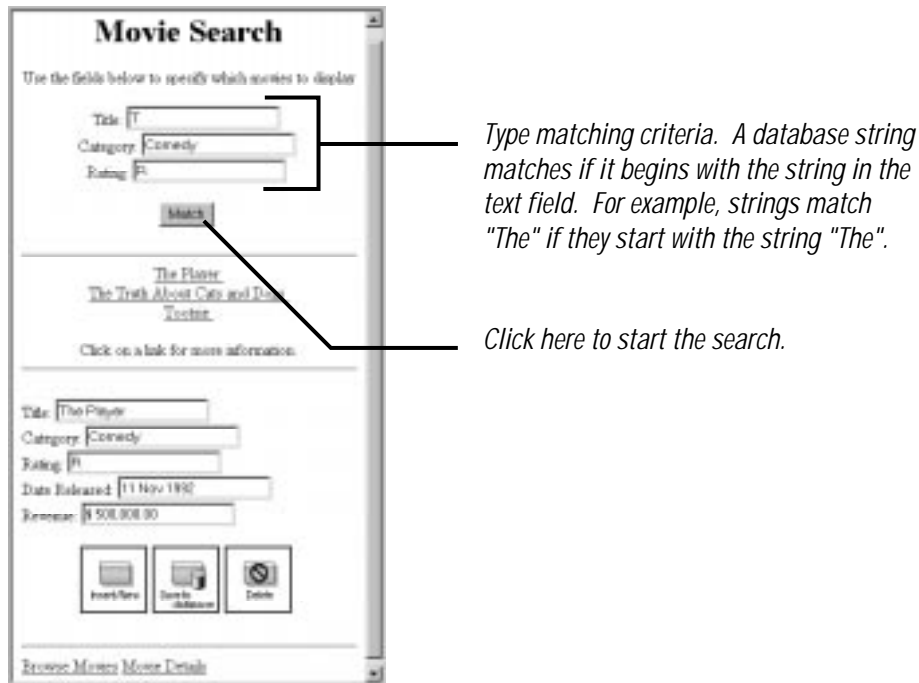 Movie Search
Use the fields below to specify which movies to display
Title: T
Category: Comedy
Rating: R
Match
Type matching criteria. A database string
matches if it begins with the string in the
text field. For example, strings match
"The" if they start with the string "The".
The Player
The Truth About Cats and Dogs
Tootsie
Click on a link for more information.
Click here to start the search.
Title: The Player
Category: Comedy
Rating: R
Date Released: 11 Nov 1992
Revenue: $ 500,000.00
Insert/New
Save to database
Delete
Browse Movies Movie Details